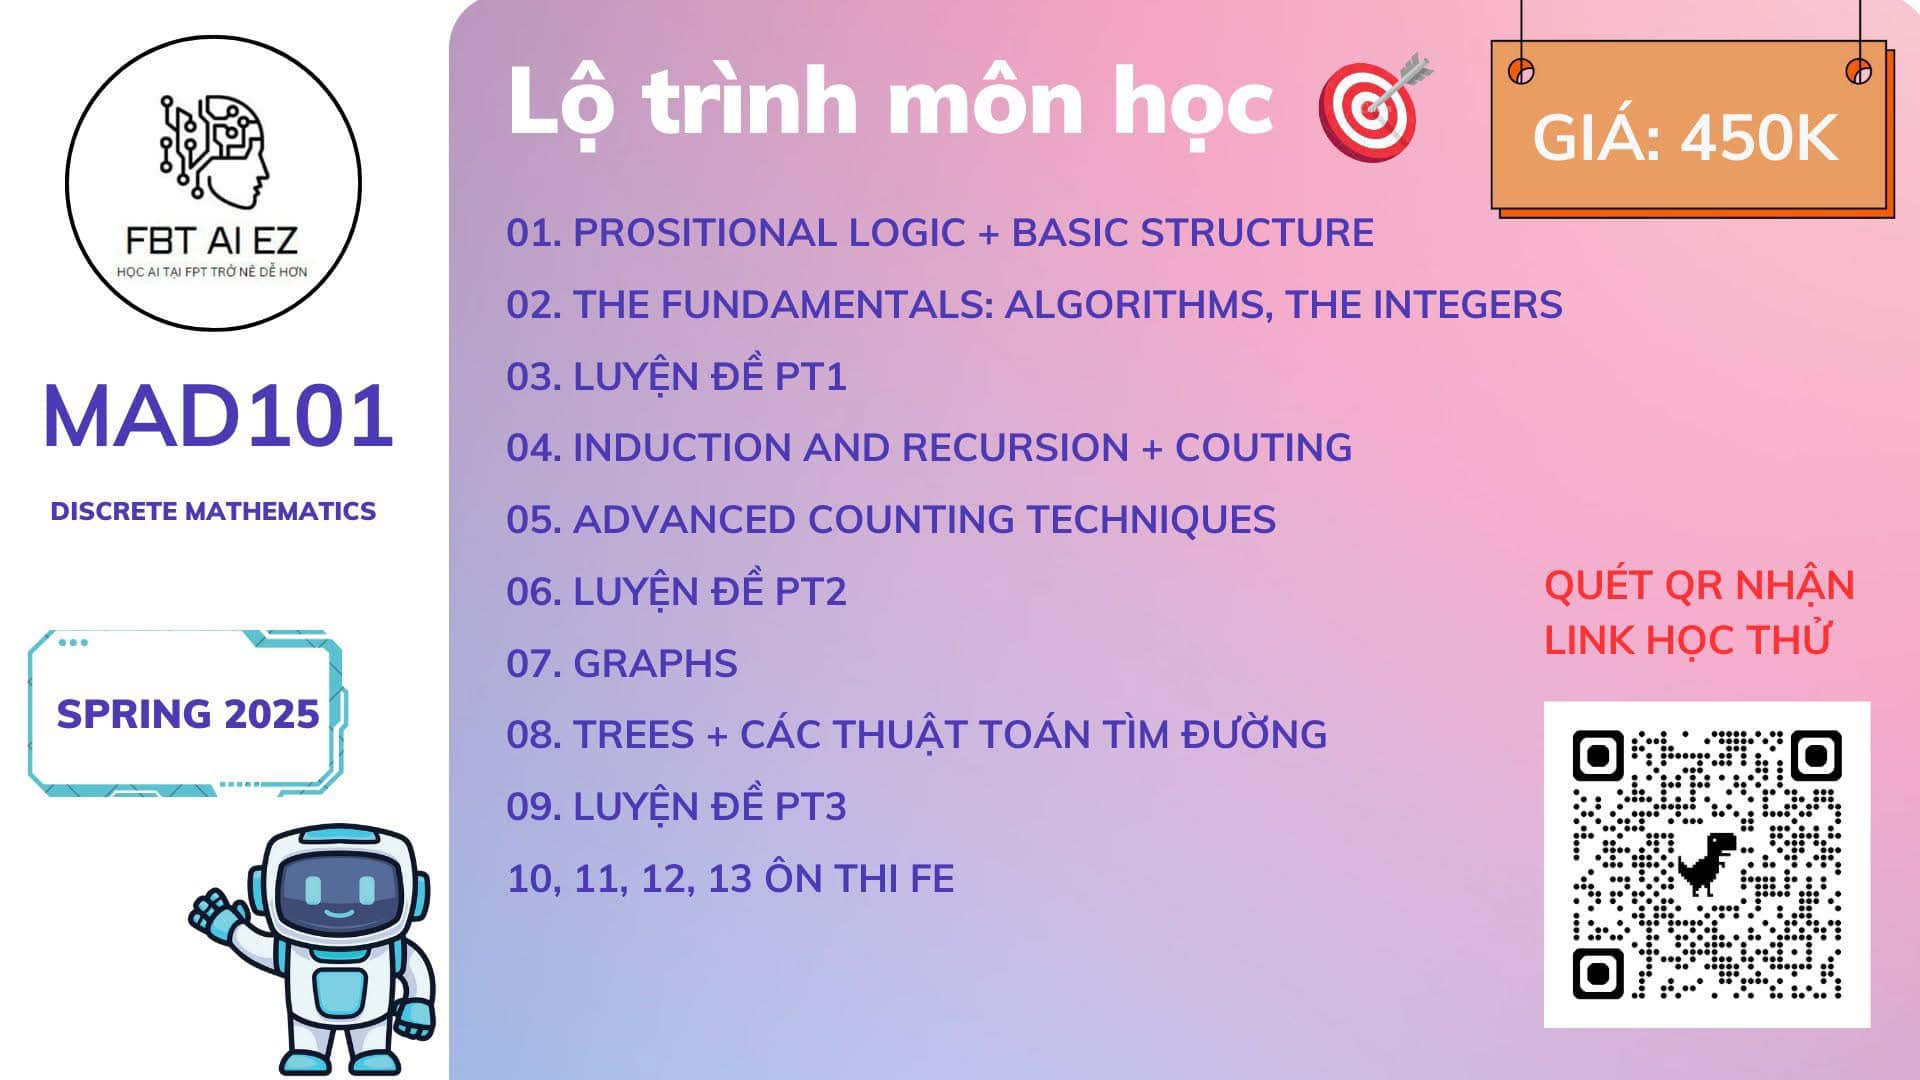 FBT AI EZ
HỌC AI TẠI FPT TRỞ NÊ DỄ HƠN
MAD101
DISCRETE MATHEMATICS
SPRING 2025
Lộ trình môn học
GIÁ: 450K
01. PROSITIONAL LOGIC + BASIC STRUCTURE
02. THE FUNDAMENTALS: ALGORITHMS, THE INTEGERS
03. LUYỆN ĐỀ PT1
04. INDUCTION AND RECURSION + COUTING
05. ADVANCED COUNTING TECHNIQUES
06. LUYỆN ĐỀ PT2
07. GRAPHS
08. TREES + CÁC THUẬT TOÁN TÌM ĐƯỜNG
09. LUYỆN ĐỀ PT3
10, 11, 12, 13 ÔN THI FE
QUÉT QR NHẬN
LINK HỌC THỬ